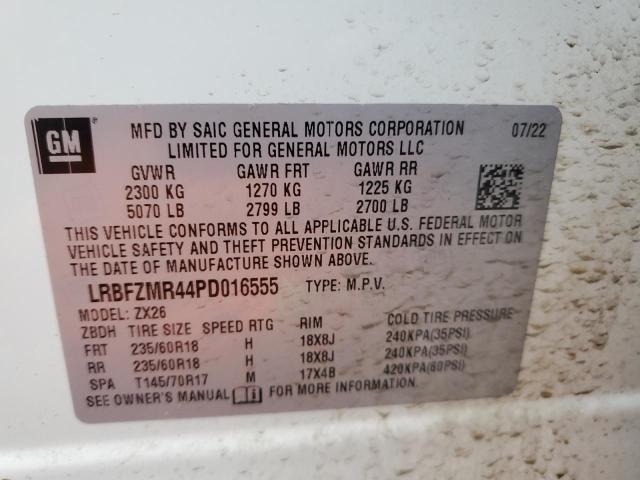 GM
MFD BY SAIC GENERAL MOTORS CORPORATION 07/22
LIMITED FOR GENERAL MOTORS LLC
GVWR GAWR FRT GAWR RR
2300 KG 1270 KG 1225 KG
5070 LB 2799 LB 2700 LB
THIS VEHICLE CONFORMS TO ALL APPLICABLE U.S. FEDERAL MOTOR
VEHICLE SAFETY AND THEFT PREVENTION STANDARDS IN EFFECT ON
THE DATE OF MANUFACTURE SHOWN ABOVE.
LRBFZMR44PD016555 TYPE: M.P.V.
MODEL: ZX26
ZBDH TIRE SIZE SPEED RTG RIM COLD TIRE PRESSURE
FRT 235/60R18 H 18X8J 240KPA(35PSI)
RR 235/60R18 H 18X8J 240KPA(35PSI)
SPA T145/70R17 M 17X4B 420KPA(60PSI)
SEE OWNER'S MANUAL FOR MORE INFORMATION